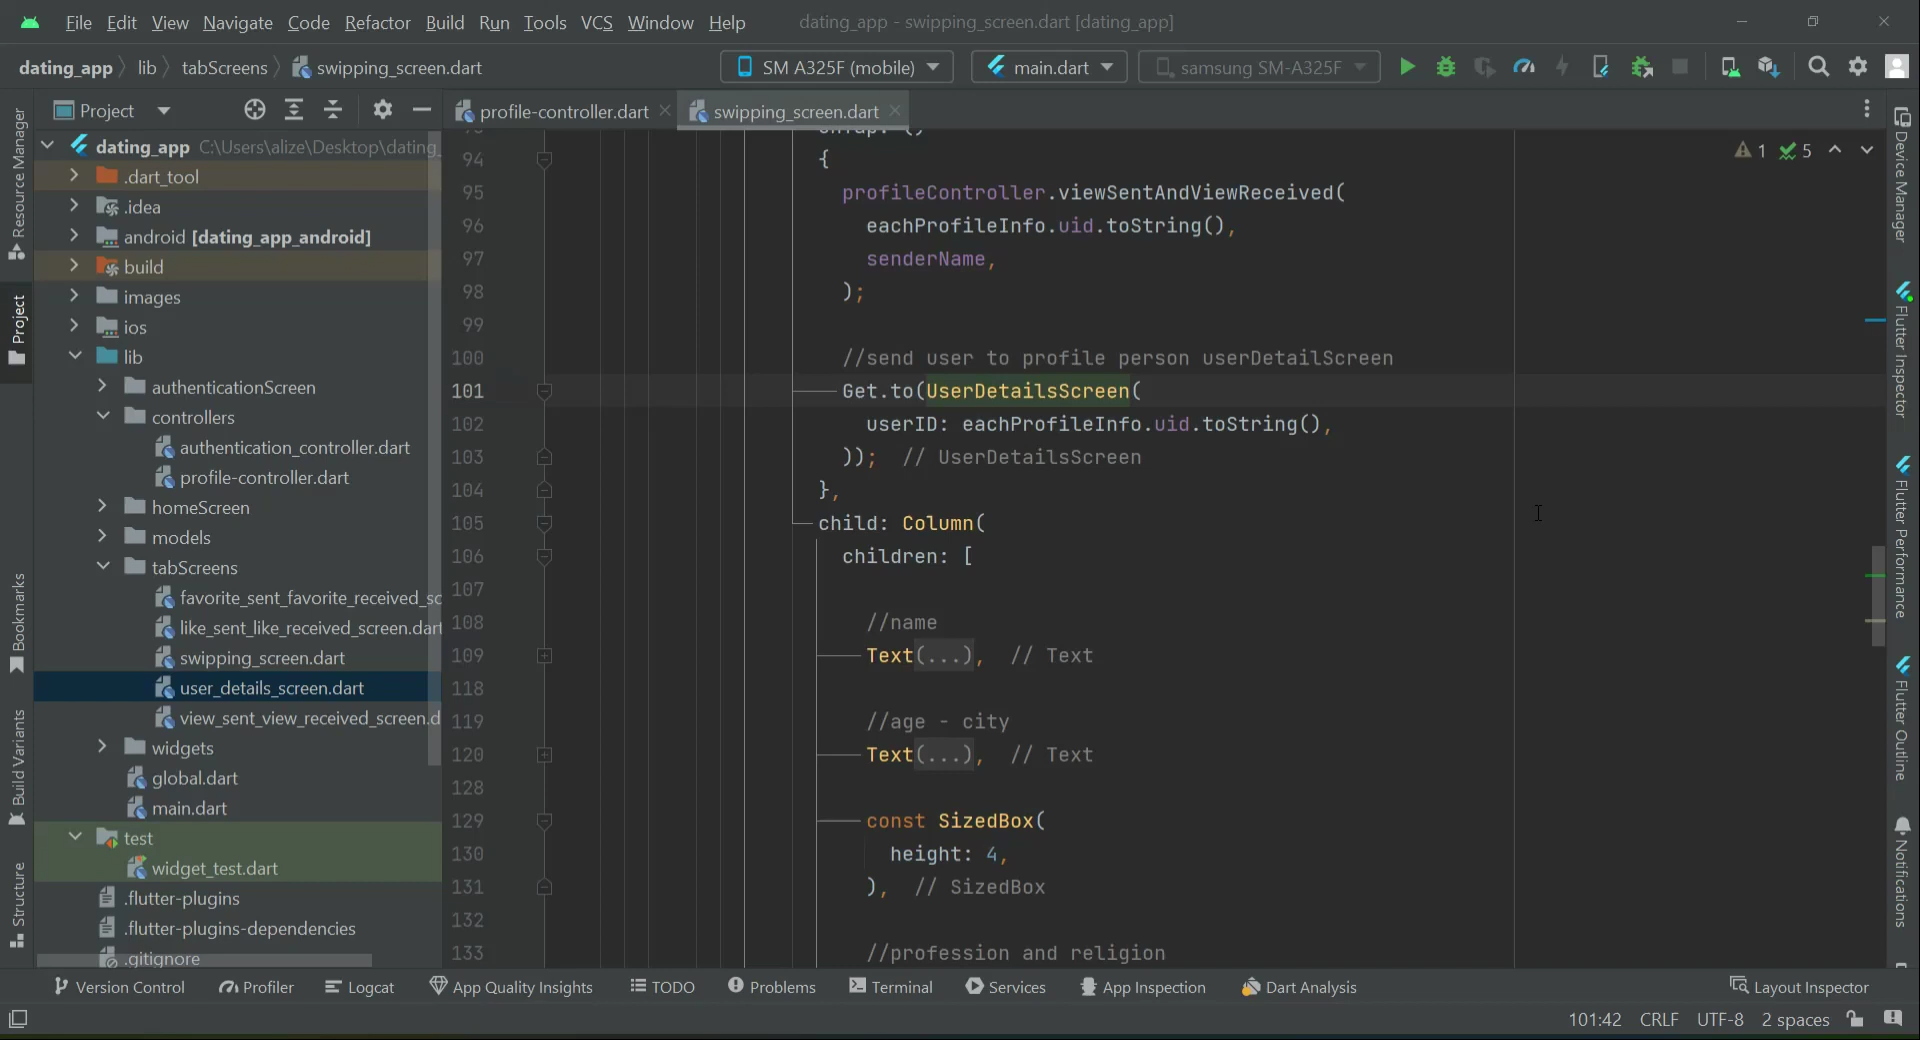 File Edit View Navigate Code Refactor Build Run Tools VCS Window Help dating_app - swipping_screen.dart [dating_app]
dating_app lib tabScreens swipping_screen.dart SM A325F (mobile) main.dart samsung SM-A325F
Project profile-controller.dart swipping_screen.dart
dating_app C:\Users\alize\Desktop\dating_
.dart_tool
.idea
android [dating_app_android]
build
images
ios
lib
authenticationScreen
controllers
authentication_controller.dart
profile-controller.dart
homeScreen
models
tabScreens
favorite_sent_favorite_received_sc
like_sent_like_received_screen.dart
swipping_screen.dart
user_details_screen.dart
view_sent_view_received_screen.d
widgets
global.dart
main.dart
test
widget_test.dart
.flutter-plugins
.flutter-plugins-dependencies
.gitignore
Resource Manager
Project
Bookmarks
Build Variants
Structure
94 {
95 profileController.viewSentAndViewReceived(
96 eachProfileInfo.uid.toString(),
97 senderName,
98 );
99
100 //send user to profile person userDetailScreen
101 Get.to(UserDetailsScreen(
102 userID: eachProfileInfo.uid.toString(),
103 )); // UserDetailsScreen
104 },
105 child: Column(
106 children: [
107
108 //name
109 Text(...), // Text
118
119 //age - city
120 Text(...), // Text
128
129 const SizedBox(
130 height: 4,
131 ), // SizedBox
132
133 //profession and religion
1 5
Device Manager
Flutter Inspector
Flutter Performance
Flutter Outline
Notifications
Version Control Profiler Logcat App Quality Insights TODO Problems Terminal Services App Inspection Dart Analysis Layout Inspector
101:42 CRLF UTF-8 2 spaces